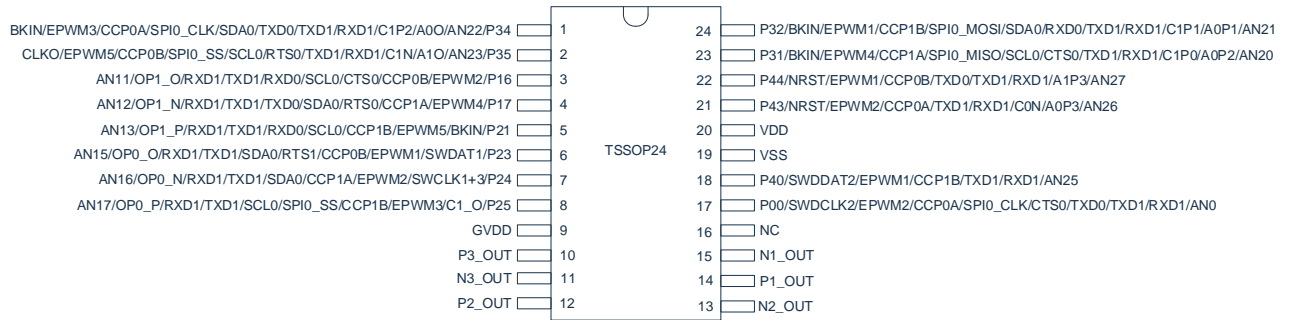 BKIN/EPWM3/CCP0A/SPI0_CLK/SDA0/TXD0/TXD1/RXD1/C1P2/A0O/AN22/P34 1
CLKO/EPWM5/CCP0B/SPI0_SS/SCL0/RTS0/TXD1/RXD1/C1N/A1O/AN23/P35 2
AN11/OP1_O/RXD1/TXD1/RXD0/SCL0/CTS0/CCP0B/EPWM2/P16 3
AN12/OP1_N/RXD1/TXD1/TXD0/SDA0/RTS0/CCP1A/EPWM4/P17 4
AN13/OP1_P/RXD1/TXD1/RXD0/SCL0/CCP1B/EPWM5/BKIN/P21 5
AN15/OP0_O/RXD1/TXD1/SDA0/RTS1/CCP0B/EPWM1/SWDAT1/P23 6
AN16/OP0_N/RXD1/TXD1/SDA0/CCP1A/EPWM2/SWCLK1+3/P24 7
AN17/OP0_P/RXD1/TXD1/SCL0/SPI0_SS/CCP1B/EPWM3/C1_O/P25 8
GVDD 9
P3_OUT 10
N3_OUT 11
P2_OUT 12
TSSOP24
24 P32/BKIN/EPWM1/CCP1B/SPI0_MOSI/SDA0/RXD0/TXD1/RXD1/C1P1/A0P1/AN21
23 P31/BKIN/EPWM4/CCP1A/SPI0_MISO/SCL0/CTS0/TXD1/RXD1/C1P0/A0P2/AN20
22 P44/NRST/EPWM1/CCP0B/TXD0/TXD1/RXD1/A1P3/AN27
21 P43/NRST/EPWM2/CCP0A/TXD1/RXD1/C0N/A0P3/AN26
20 VDD
19 VSS
18 P40/SWDDAT2/EPWM1/CCP1B/TXD1/RXD1/AN25
17 P00/SWDCLK2/EPWM2/CCP0A/SPI0_CLK/CTS0/TXD0/TXD1/RXD1/AN0
16 NC
15 N1_OUT
14 P1_OUT
13 N2_OUT